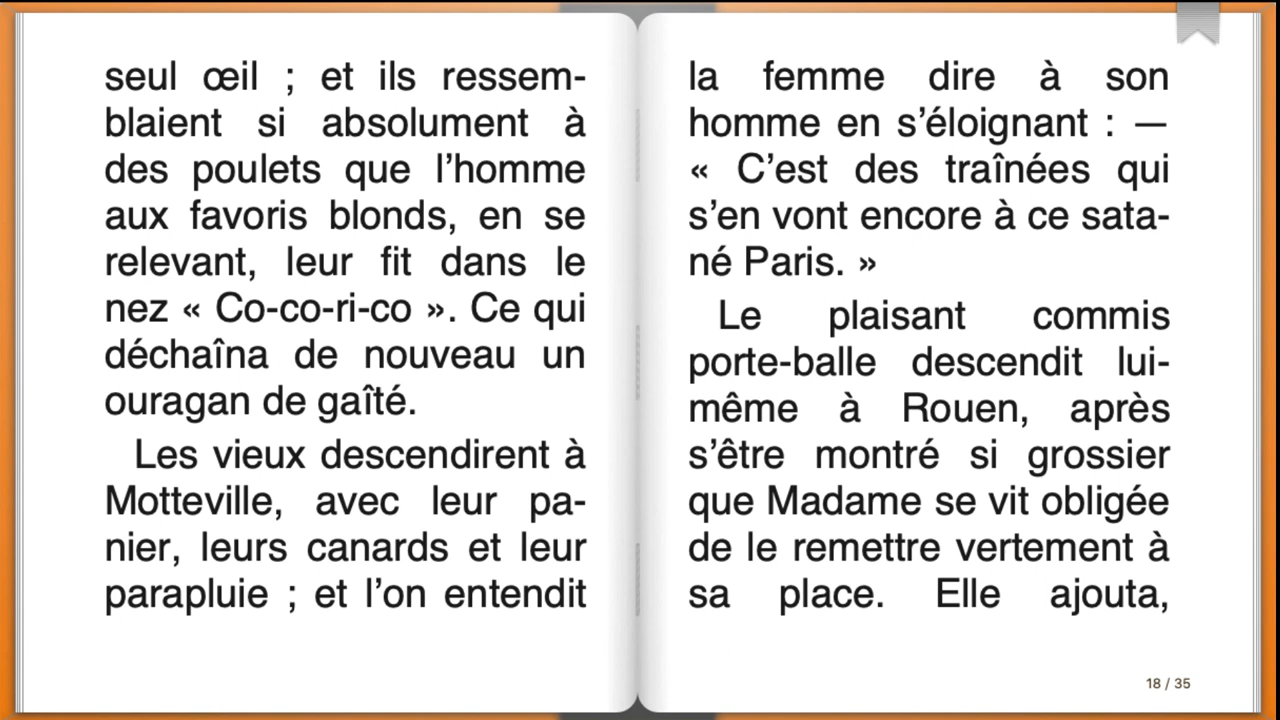 seul œil ; et ils ressem-
blaient si absolument à
des poulets que l’homme
aux favoris blonds, en se
relevant, leur fit dans le
nez « Co-co-ri-co ». Ce qui
déchaîna de nouveau un
ouragan de gaîté.
Les vieux descendirent à
Motteville, avec leur pa-
nier, leurs canards et leur
parapluie ; et l’on entendit
la femme dire à son
homme en s’éloignant : —
« C’est des traînées qui
s’en vont encore à ce sata-
né Paris. »
Le plaisant commis
porte-balle descendit lui-
même à Rouen, après
s’être montré si grossier
que Madame se vit obligée
de le remettre vertement à
sa place. Elle ajouta,
18 / 35